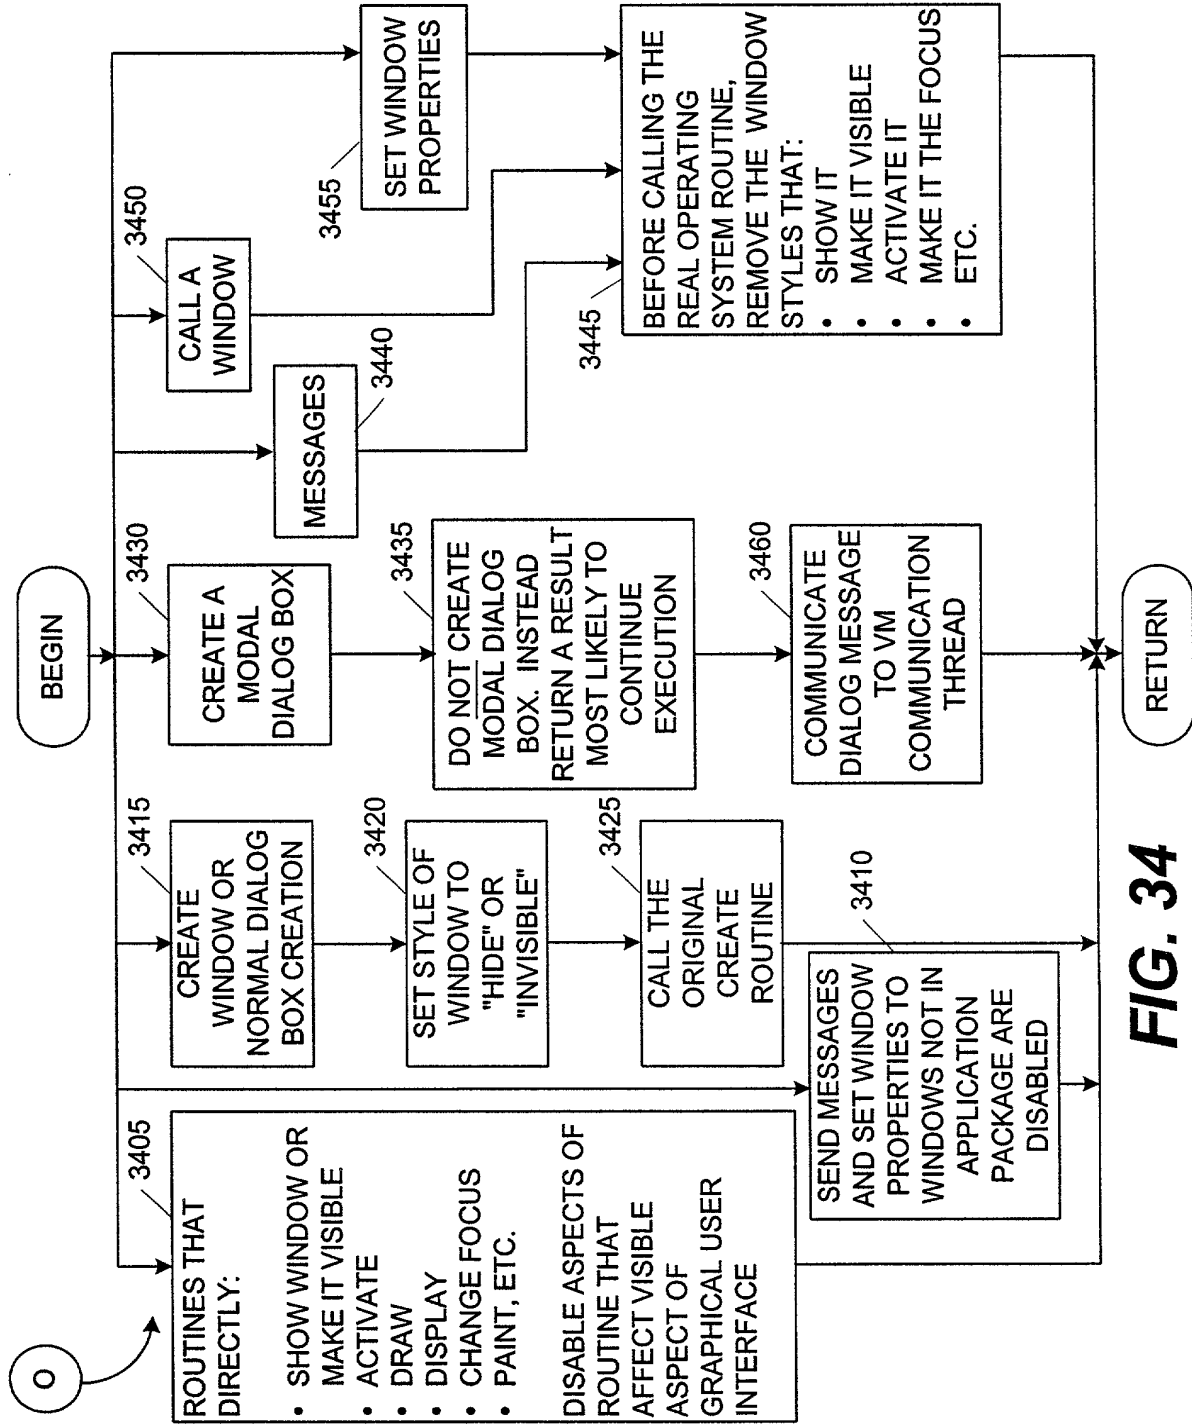 O
BEGIN
3405
ROUTINES THAT
DIRECTLY:
• SHOW WINDOW OR
MAKE IT VISIBLE
• ACTIVATE
• DRAW
• DISPLAY
• CHANGE FOCUS
• PAINT, ETC.
DISABLE ASPECTS OF
ROUTINE THAT
AFFECT VISIBLE
ASPECT OF
GRAPHICAL USER
INTERFACE
3410
SEND MESSAGES
AND SET WINDOW
PROPERTIES TO
WINDOWS NOT IN
APPLICATION
PACKAGE ARE
DISABLED
3415
CREATE
WINDOW OR
NORMAL DIALOG
BOX CREATION
3420
SET STYLE OF
WINDOW TO
"HIDE" OR
"INVISIBLE"
3425
CALL THE
ORIGINAL
CREATE
ROUTINE
3430
CREATE A
MODAL
DIALOG BOX
3435
DO NOT CREATE
MODAL DIALOG
BOX. INSTEAD
RETURN A RESULT
MOST LIKELY TO
CONTINUE
EXECUTION
3460
COMMUNICATE
DIALOG MESSAGE
TO VM
COMMUNICATION
THREAD
MESSAGES
3440
3450
CALL A
WINDOW
3455
SET WINDOW
PROPERTIES
3445
BEFORE CALLING THE
REAL OPERATING
SYSTEM ROUTINE,
REMOVE THE WINDOW
STYLES THAT:
• SHOW IT
• MAKE IT VISIBLE
• ACTIVATE IT
• MAKE IT THE FOCUS
• ETC.
RETURN
FIG. 34